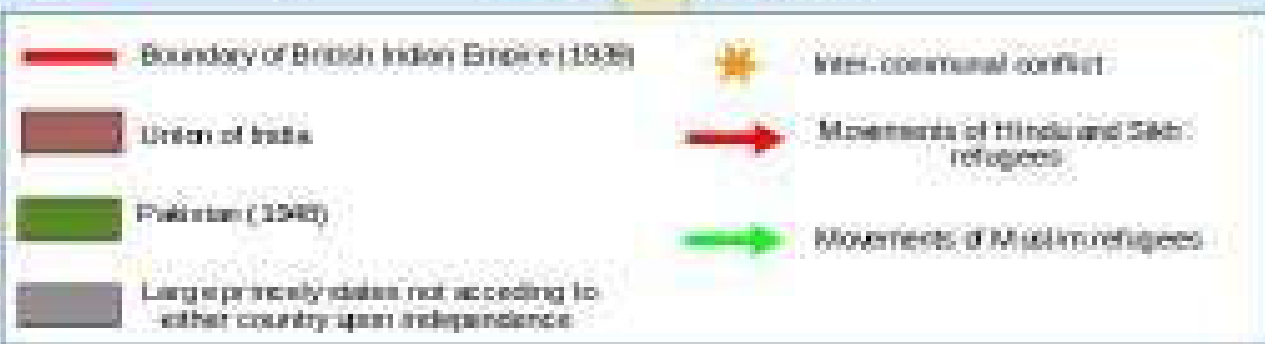 Boundary of British Indian Empire (1939)
Union of India
Pakistan (1948)
Large princely states not acceding to
either country upon independence
Inter-communal conflict
Movements of Hindu and Sikh
refugees
Movements of Muslim refugees